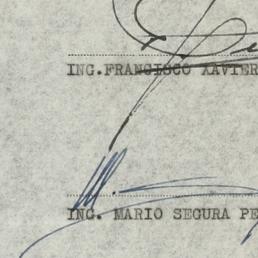 ING.FRANCISCO XAVIER
ING. MARIO SEGURA PE